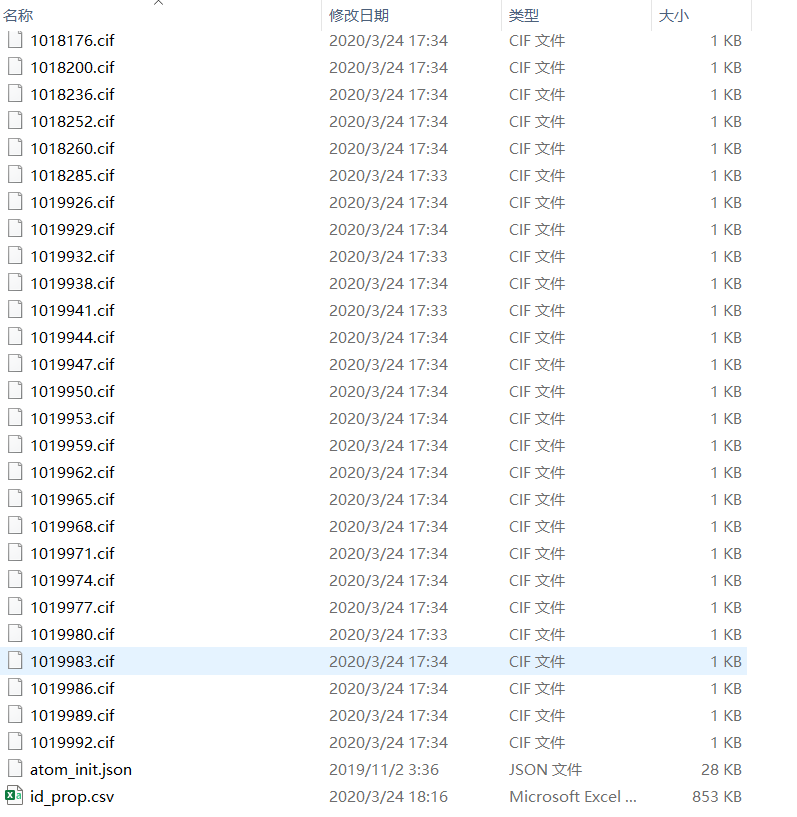 名称 修改日期 类型 大小
1018176.cif 2020/3/24 17:34 CIF 文件 1 KB
1018200.cif 2020/3/24 17:34 CIF 文件 1 KB
1018236.cif 2020/3/24 17:34 CIF 文件 1 KB
1018252.cif 2020/3/24 17:34 CIF 文件 1 KB
1018260.cif 2020/3/24 17:34 CIF 文件 1 KB
1018285.cif 2020/3/24 17:33 CIF 文件 1 KB
1019926.cif 2020/3/24 17:34 CIF 文件 1 KB
1019929.cif 2020/3/24 17:34 CIF 文件 1 KB
1019932.cif 2020/3/24 17:33 CIF 文件 1 KB
1019938.cif 2020/3/24 17:34 CIF 文件 1 KB
1019941.cif 2020/3/24 17:33 CIF 文件 1 KB
1019944.cif 2020/3/24 17:34 CIF 文件 1 KB
1019947.cif 2020/3/24 17:34 CIF 文件 1 KB
1019950.cif 2020/3/24 17:34 CIF 文件 1 KB
1019953.cif 2020/3/24 17:34 CIF 文件 1 KB
1019959.cif 2020/3/24 17:34 CIF 文件 1 KB
1019962.cif 2020/3/24 17:34 CIF 文件 1 KB
1019965.cif 2020/3/24 17:34 CIF 文件 1 KB
1019968.cif 2020/3/24 17:34 CIF 文件 1 KB
1019971.cif 2020/3/24 17:34 CIF 文件 1 KB
1019974.cif 2020/3/24 17:34 CIF 文件 1 KB
1019977.cif 2020/3/24 17:34 CIF 文件 1 KB
1019980.cif 2020/3/24 17:33 CIF 文件 1 KB
1019983.cif 2020/3/24 17:34 CIF 文件 1 KB
1019986.cif 2020/3/24 17:34 CIF 文件 1 KB
1019989.cif 2020/3/24 17:34 CIF 文件 1 KB
1019992.cif 2020/3/24 17:34 CIF 文件 1 KB
atom_init.json 2019/11/2 3:36 JSON 文件 28 KB
id_prop.csv 2020/3/24 18:16 Microsoft Excel ... 853 KB